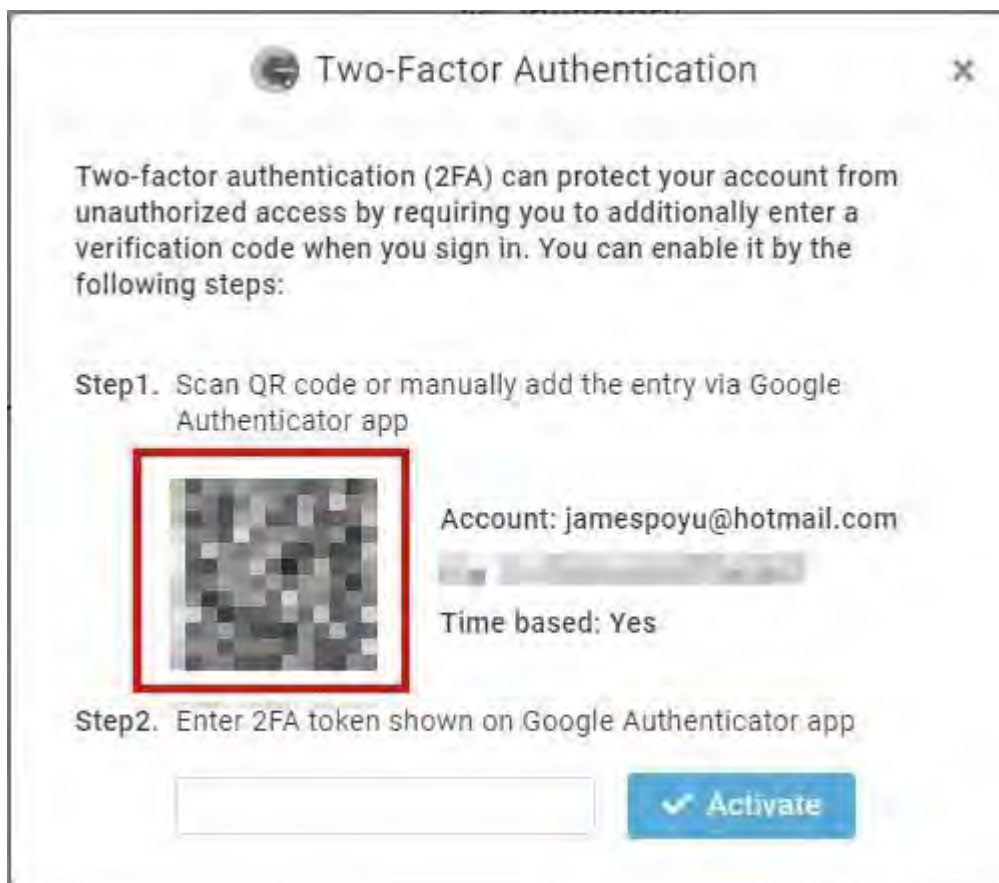 Two-Factor Authentication
Two-factor authentication (2FA) can protect your account from
unauthorized access by requiring you to additionally enter a
verification code when you sign in. You can enable it by the
following steps:
Step1. Scan QR code or manually add the entry via Google
Authenticator app
Account: jamespoyu@hotmail.com
Time based: Yes
Step2. Enter 2FA token shown on Google Authenticator app
Activate